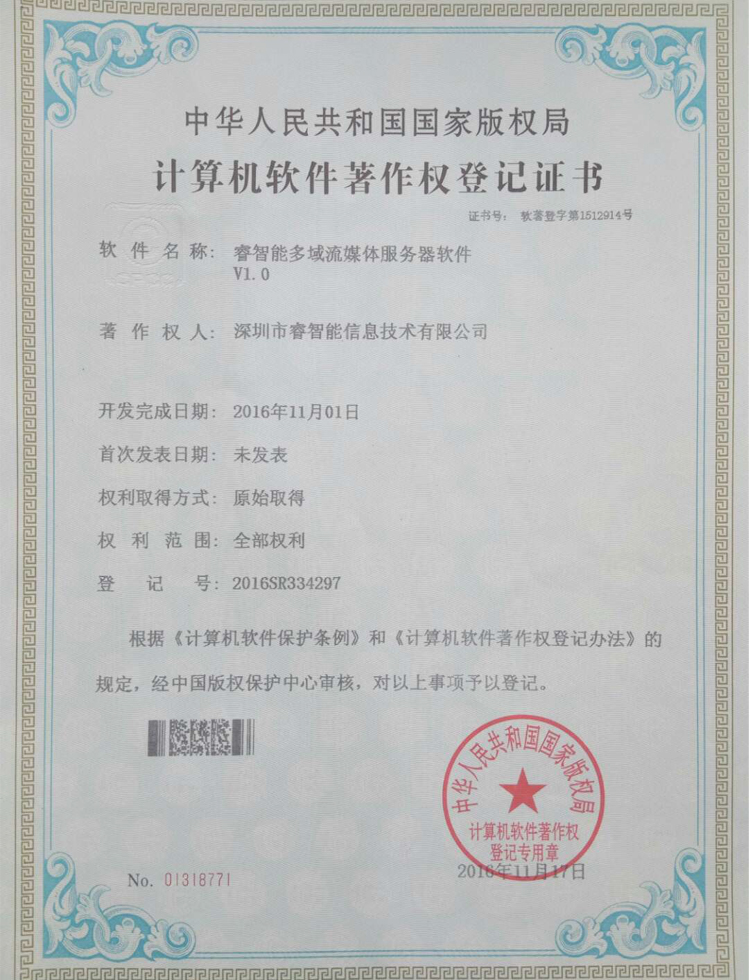 中华人民共和国国家版权局
计算机软件著作权登记证书
证书号： 软著登字第1512914号
软件名称： 睿智能多域流媒体服务器软件
V1.0
著作权人： 深圳市睿智能信息技术有限公司
开发完成日期： 2016年11月01日
首次发表日期： 未发表
权利取得方式： 原始取得
权利范围： 全部权利
登记号： 2016SR334297
根据《计算机软件保护条例》和《计算机软件著作权登记办法》的
规定，经中国版权保护中心审核，对以上事项予以登记。
中华人民共和国国家版权局
计算机软件著作权
登记专用章
2016年11月17日
No. 01318771